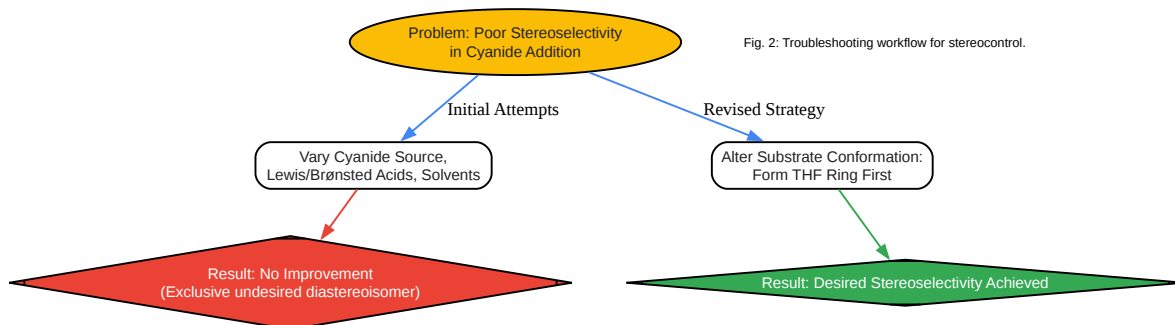 Problem: Poor Stereoselectivity
in Cyanide Addition
Fig. 2: Troubleshooting workflow for stereocontrol.
Initial Attempts
Revised Strategy
Vary Cyanide Source,
Lewis/Brønsted Acids, Solvents
Alter Substrate Conformation:
Form THF Ring First
Result: No Improvement
(Exclusive undesired diastereoisomer)
Result: Desired Stereoselectivity Achieved